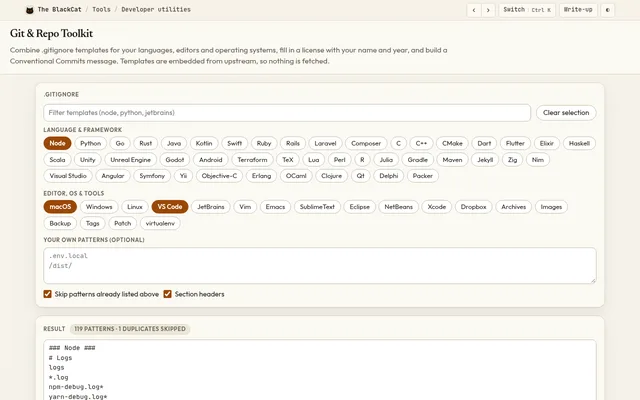 The BlackCat / Tools / Developer utilities
‹ › Switch Ctrl K Write-up
Git & Repo Toolkit
Combine .gitignore templates for your languages, editors and operating systems, fill in a license with your name and year, and build a
Conventional Commits message. Templates are embedded from upstream, so nothing is fetched.
.GITIGNORE
Filter templates (node, python, jetbrains) Clear selection
LANGUAGE & FRAMEWORK
Node Python Go Rust Java Kotlin Swift Ruby Rails Laravel Composer C C++ CMake Dart Flutter Elixir Haskell
Scala Unity Unreal Engine Godot Android Terraform TeX Lua Perl R Julia Gradle Maven Jekyll Zig Nim
Visual Studio Angular Symfony Yii Objective-C Erlang OCaml Clojure Qt Delphi Packer
EDITOR, OS & TOOLS
macOS Windows Linux VS Code JetBrains Vim Emacs SublimeText Eclipse NetBeans Xcode Dropbox Archives Images
Backup Tags Patch virtualenv
YOUR OWN PATTERNS (OPTIONAL)
.env.local
/dist/
Skip patterns already listed above Section headers
RESULT 119 PATTERNS · 1 DUPLICATES SKIPPED
### Node ###
# Logs
logs
*.log
npm-debug.log*
yarn-debug.log*